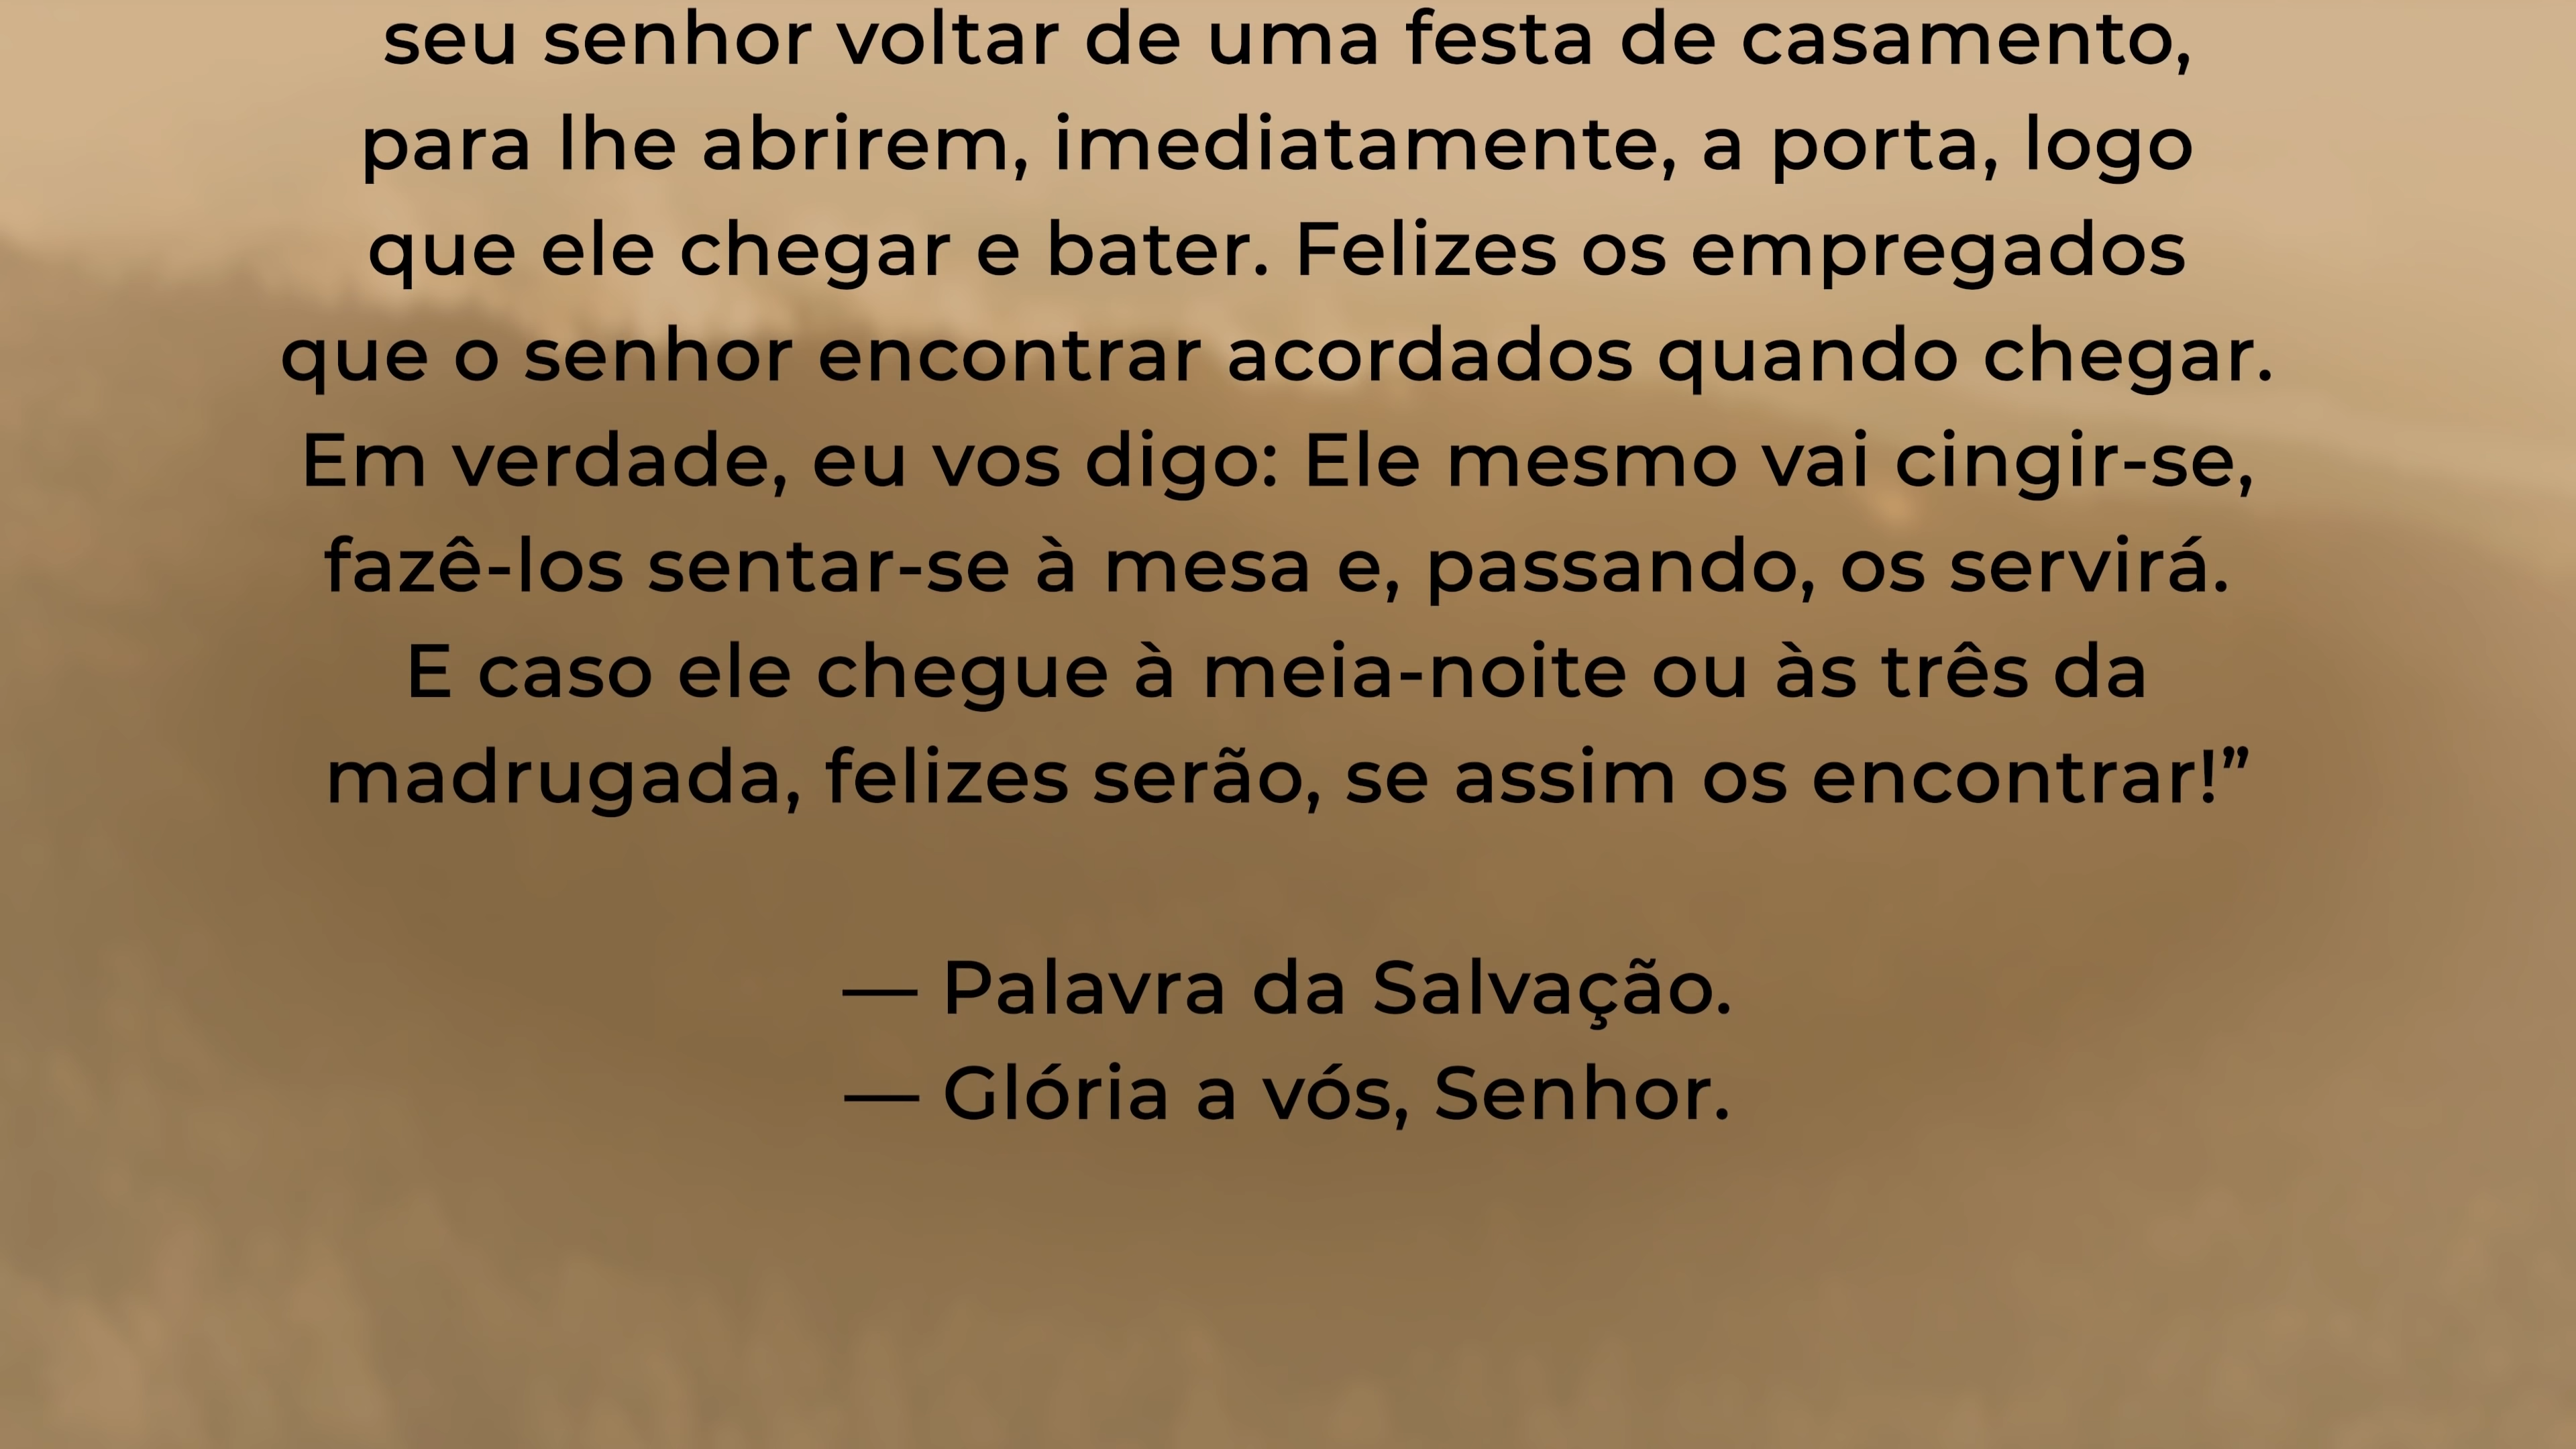 seu senhor voltar de uma festa de casamento,
para lhe abrirem, imediatamente, a porta, logo
que ele chegar e bater. Felizes os empregados
que o senhor encontrar acordados quando chegar.
Em verdade, eu vos digo: Ele mesmo vai cingir-se,
fazê-los sentar-se à mesa e, passando, os servirá.
E caso ele chegue à meia-noite ou às três da
madrugada, felizes serão, se assim os encontrar!”
— Palavra da Salvação.
— Glória a vós, Senhor.